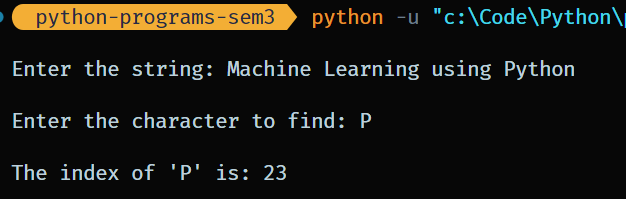 python-programs-sem3 python -u "c:\Code\Python\
Enter the string: Machine Learning using Python
Enter the character to find: P
The index of 'P' is: 23